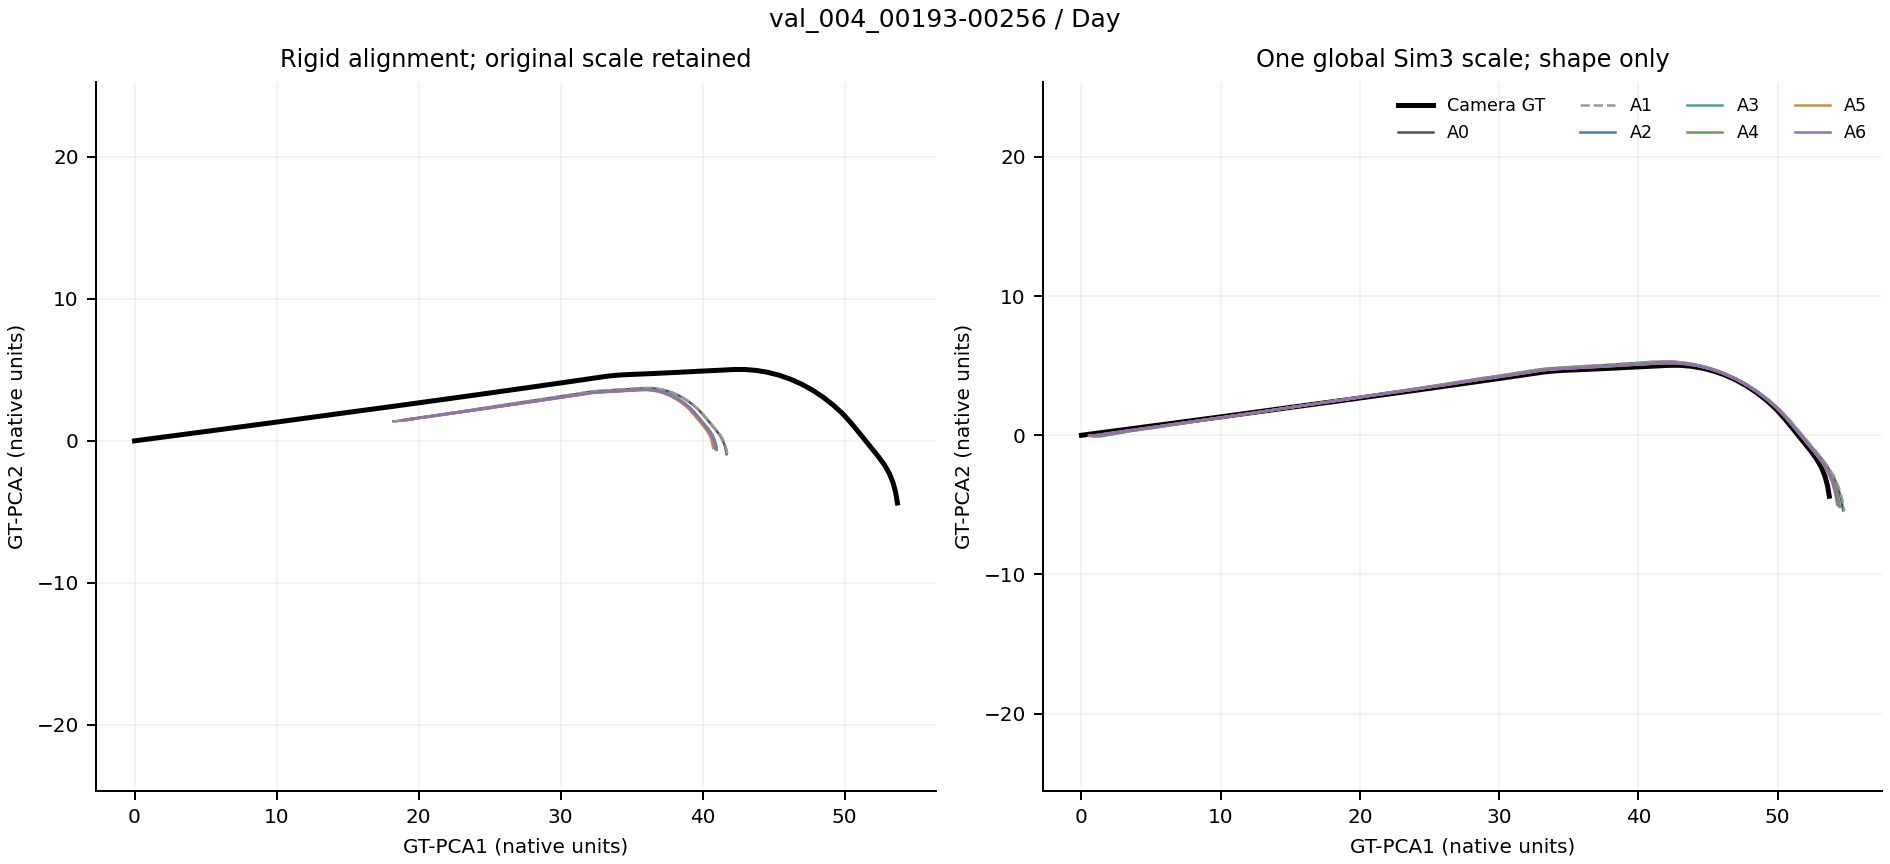 val_004_00193-00256 / Day
Rigid alignment; original scale retained
20
10
0
−10
−20
GT-PCA2 (native units)
0 10 20 30 40 50
GT-PCA1 (native units)
One global Sim3 scale; shape only
Camera GT A1 A3 A5
A0 A2 A4 A6
20
10
0
−10
−20
GT-PCA2 (native units)
0 10 20 30 40 50
GT-PCA1 (native units)